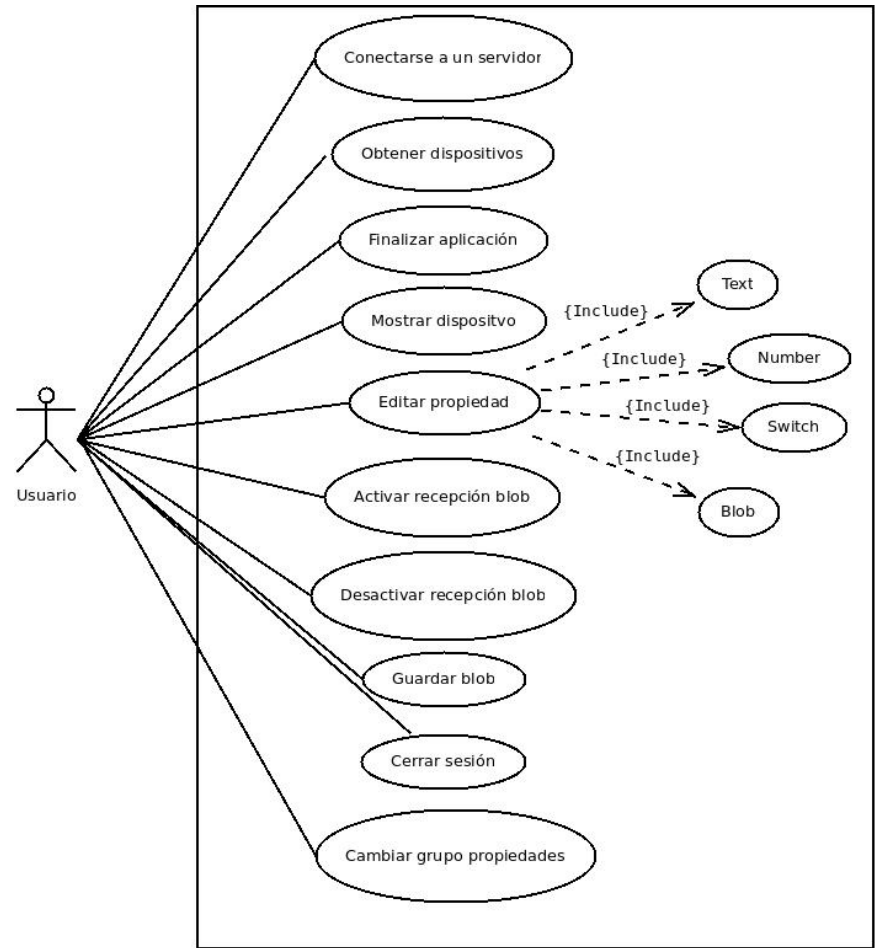 Conectarse a un servidor
Obtener dispositivos
Finalizar aplicación
Mostrar dispositvo
Editar propiedad
{Include}
Text
{Include}
Number
{Include}
Switch
{Include}
Blob
Usuario
Activar recepción blob
Desactivar recepción blob
Guardar blob
Cerrar sesión
Cambiar grupo propiedades